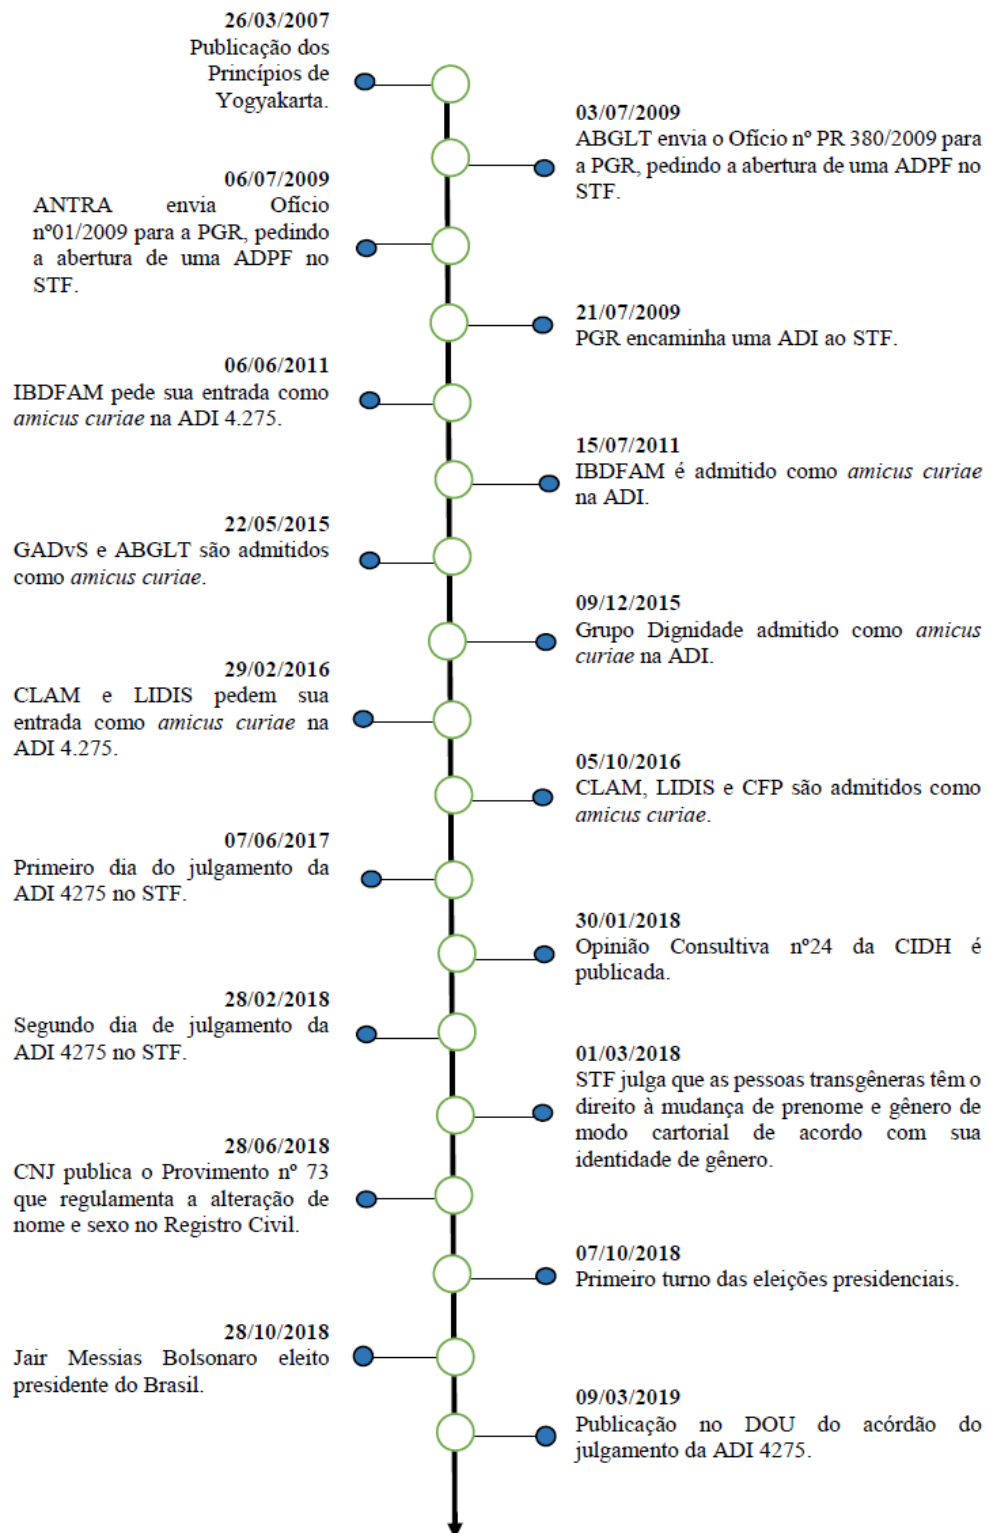 26/03/2007
Publicação dos
Princípios de
Yogyakarta.
03/07/2009
ABGLT envia o Ofício nº PR 380/2009 para
a PGR, pedindo a abertura de uma ADPF no
STF.
06/07/2009
ANTRA envia Ofício
nº01/2009 para a PGR, pedindo
a abertura de uma ADPF no
STF.
21/07/2009
PGR encaminha uma ADI ao STF.
06/06/2011
IBDFAM pede sua entrada como
amicus curiae na ADI 4.275.
15/07/2011
IBDFAM é admitido como amicus curiae
na ADI.
22/05/2015
GADvS e ABGLT são admitidos
como amicus curiae.
09/12/2015
Grupo Dignidade admitido como amicus
curiae na ADI.
29/02/2016
CLAM e LIDIS pedem sua
entrada como amicus curiae na
ADI 4.275.
05/10/2016
CLAM, LIDIS e CFP são admitidos como
amicus curiae.
07/06/2017
Primeiro dia do julgamento da
ADI 4275 no STF.
30/01/2018
Opinião Consultiva nº24 da CIDH é
publicada.
28/02/2018
Segundo dia de julgamento da
ADI 4275 no STF.
01/03/2018
STF julga que as pessoas transgêneras têm o
direito à mudança de prenome e gênero de
modo cartorial de acordo com sua
identidade de gênero.
28/06/2018
CNJ publica o Provimento nº 73
que regulamenta a alteração de
nome e sexo no Registro Civil.
07/10/2018
Primeiro turno das eleições presidenciais.
28/10/2018
Jair Messias Bolsonaro eleito
presidente do Brasil.
09/03/2019
Publicação no DOU do acórdão do
julgamento da ADI 4275.